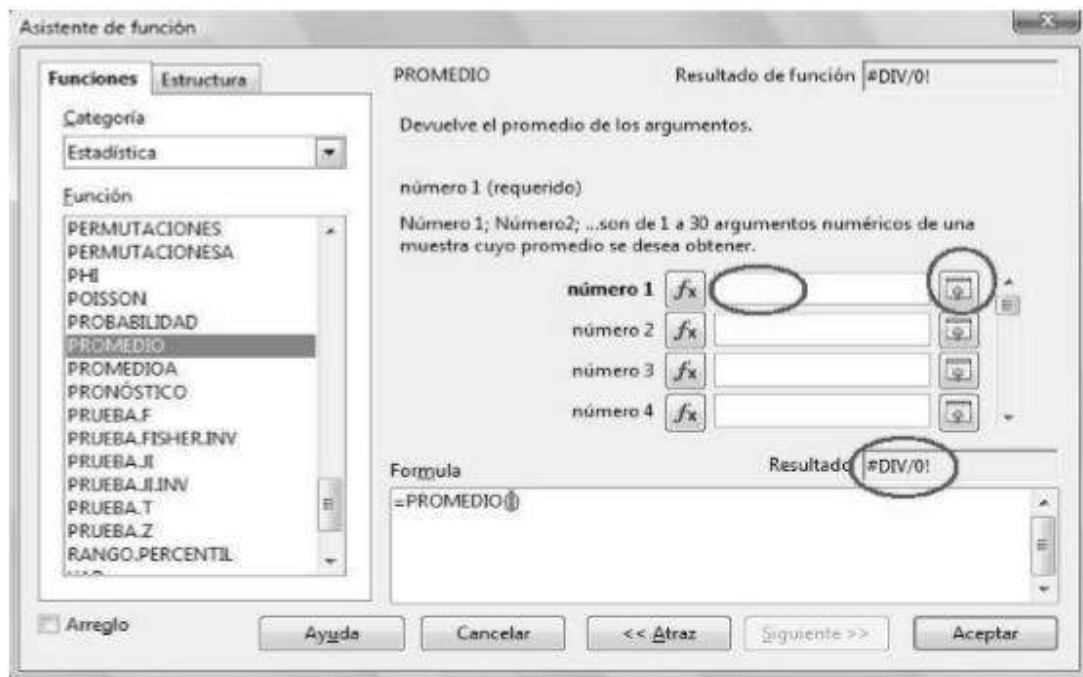 Asistente de función
Funciones Estructura
Categoría
Estadística
Función
PERMUTACIONES
PERMUTACIONESA
PHI
POISSON
PROBABILIDAD
PROMEDIO
PROMEDIOA
PRONÓSTICO
PRUEBA.F
PRUEBA.FISHER.INV
PRUEBA.JI
PRUEBA.JI.INV
PRUEBA.T
PRUEBA.Z
RANGO.PERCENTIL
Arreglo
PROMEDIO Resultado de función #DIV/0!
Devuelve el promedio de los argumentos.
número 1 (requerido)
Número 1; Número2; ...son de 1 a 30 argumentos numéricos de una
muestra cuyo promedio se desea obtener.
número 1 fx
número 2 fx
número 3 fx
número 4 fx
Formula Resultado #DIV/0!
=PROMEDIO()
Ayuda Cancelar << Atraz Siguiente >> Aceptar